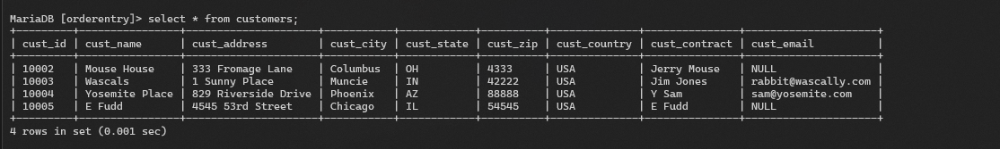 MariaDB [orderentry]> select * from customers;
+---------+----------------+---------------------+-----------+------------+----------+--------------+---------------+---------------------+
| cust_id | cust_name      | cust_address        | cust_city | cust_state | cust_zip | cust_country | cust_contract | cust_email          |
+---------+----------------+---------------------+-----------+------------+----------+--------------+---------------+---------------------+
| 10002 | Mouse House    | 333 Fromage Lane    | Columbus  | OH         | 4333     | USA          | Jerry Mouse   | NULL                |
| 10003 | Wascals        | 1 Sunny Place       | Muncie    | IN         | 42222    | USA          | Jim Jones     | rabbit@wascally.com |
| 10004 | Yosemite Place | 829 Riverside Drive | Phoenix   | AZ         | 88888    | USA          | Y Sam         | sam@yosemite.com    |
| 10005 | E Fudd         | 4545 53rd Street    | Chicago   | IL         | 54545    | USA          | E Fudd        | NULL                |
+---------+----------------+---------------------+-----------+------------+----------+--------------+---------------+---------------------+
4 rows in set (0.001 sec)